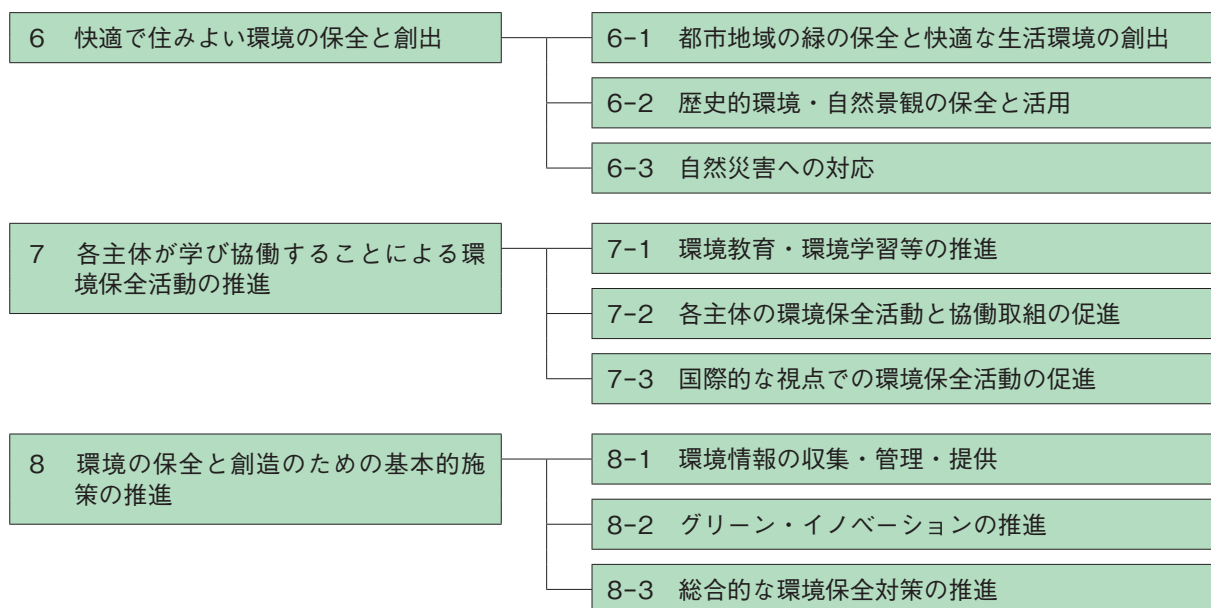 6 快適で住みよい環境の保全と創出
6-1 都市地域の緑の保全と快適な生活環境の創出
6-2 歴史的環境・自然景観の保全と活用
6-3 自然災害への対応
7 各主体が学び協働することによる環
境保全活動の推進
7-1 環境教育・環境学習等の推進
7-2 各主体の環境保全活動と協働取組の促進
7-3 国際的な視点での環境保全活動の促進
8 環境の保全と創造のための基本的施
策の推進
8-1 環境情報の収集・管理・提供
8-2 グリーン・イノベーションの推進
8-3 総合的な環境保全対策の推進